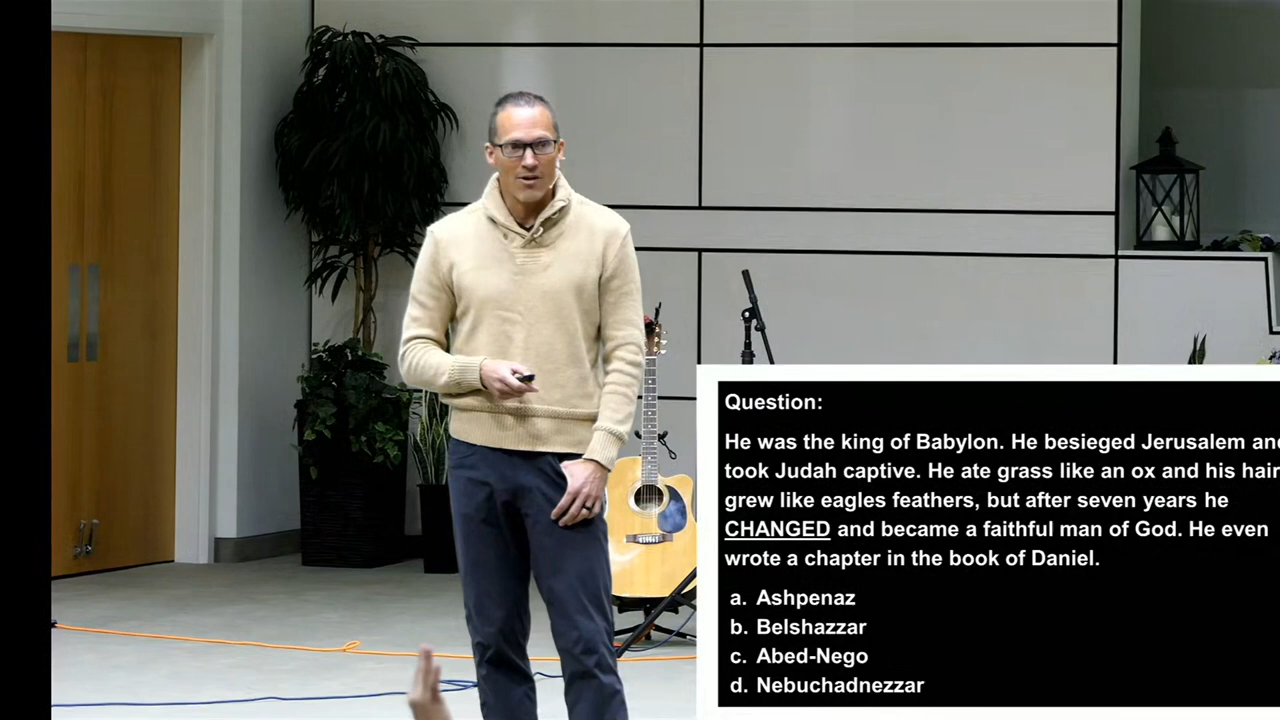 Question:
He was the king of Babylon. He besieged Jerusalem and
took Judah captive. He ate grass like an ox and his hair
grew like eagles feathers, but after seven years he
CHANGED and became a faithful man of God. He even
wrote a chapter in the book of Daniel.
a. Ashpenaz
b. Belshazzar
c. Abed-Nego
d. Nebuchadnezzar